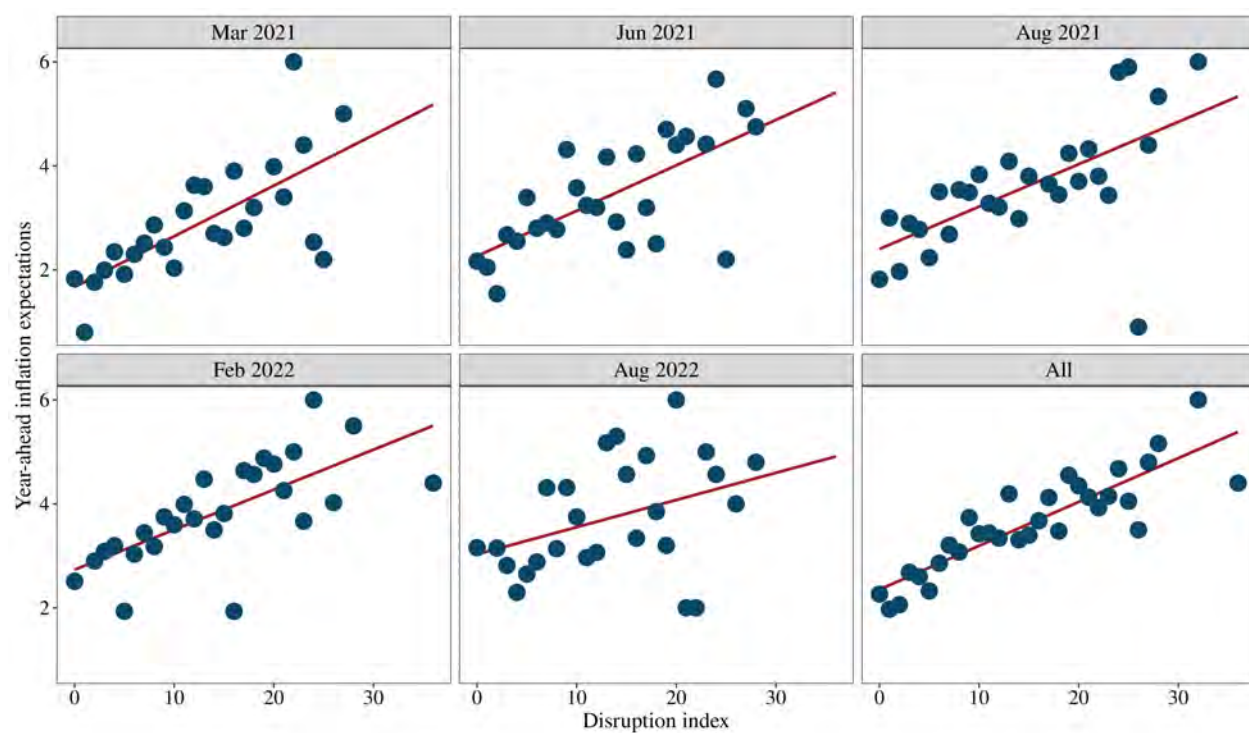 Mar 2021
Jun 2021
Aug 2021
6
4
2
Feb 2022
Aug 2022
All
6
4
2
Year-ahead inflation expectations
0 10 20 30
0 10 20 30
0 10 20 30
Disruption index